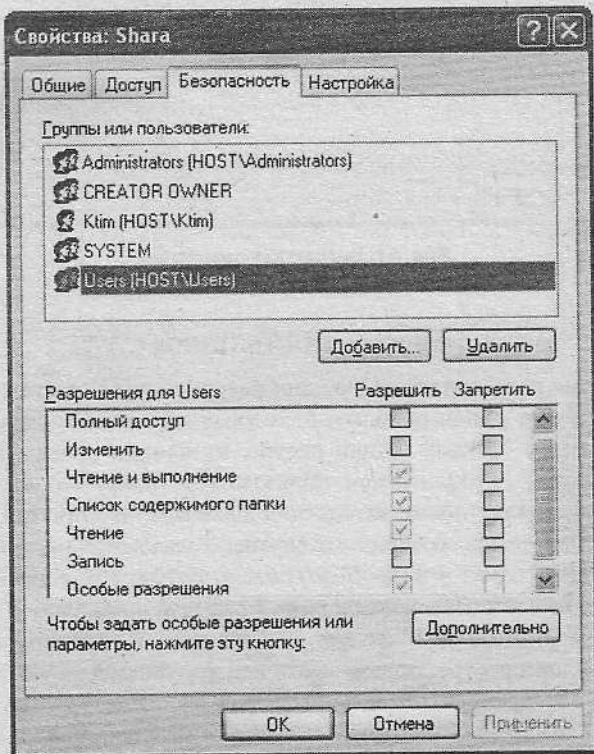 Свойства: Shara
Общие Доступ Безопасность Настройка
Группы или пользователи:
Administrators (HOST\Administrators)
CREATOR OWNER
Ktim (HOST\Ktim)
SYSTEM
Users (HOST\Users)
Добавить... Удалить
Разрешения для Users Разрешить Запретить
Полный доступ
Изменить
Чтение и выполнение
Список содержимого папки
Чтение
Запись
Особые разрешения
Чтобы задать особые разрешения или
параметры, нажмите эту кнопку:
Дополнительно
OK Отмена Применить